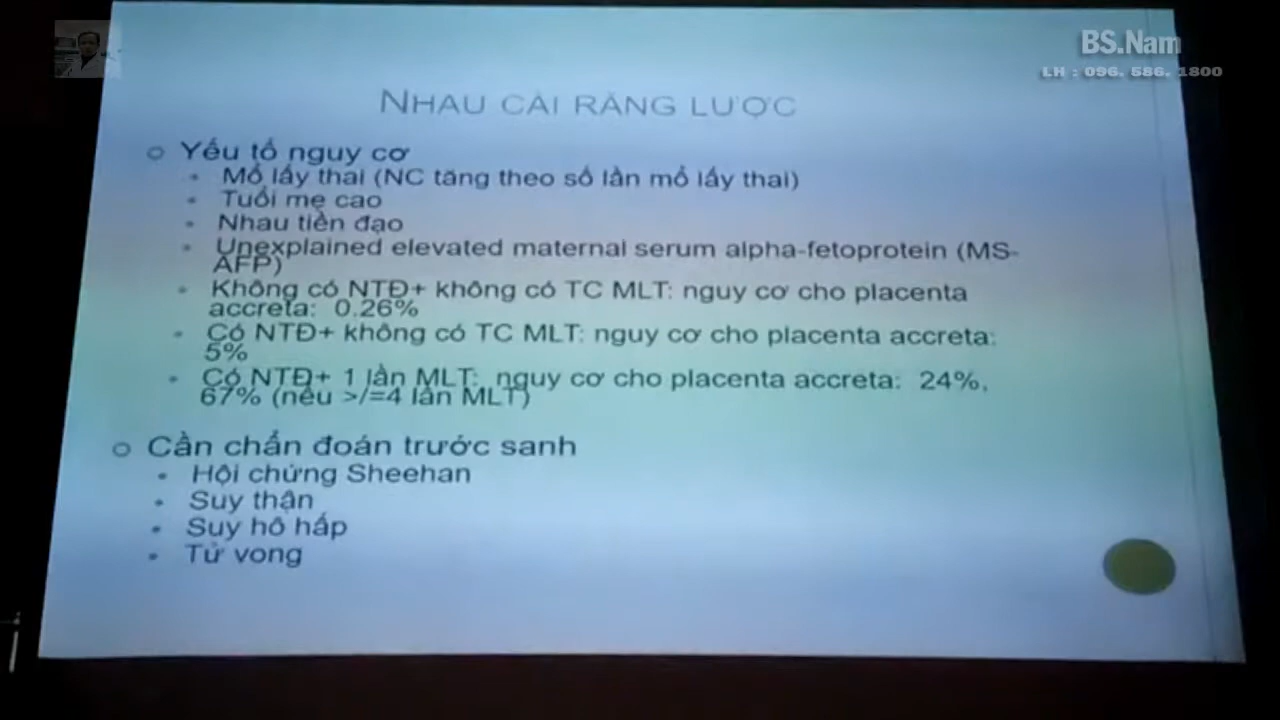 BS.Nam
LH : 096. 586. 1800
NHAU CÀI RĂNG LƯỢC
Yếu tố nguy cơ
Mổ lấy thai (NC tăng theo số lần mổ lấy thai)
Tuổi mẹ cao
Nhau tiền đạo
Unexplained elevated maternal serum alpha-fetoprotein (MS-
AFP)
Không có NTĐ+ không có TC MLT: nguy cơ cho placenta
accreta: 0.26%
Có NTĐ+ không có TC MLT: nguy cơ cho placenta accreta:
5%
Có NTĐ+ 1 lần MLT: nguy cơ cho placenta accreta: 24%,
67% (nếu >/=4 lần MLT)
Cần chẩn đoán trước sanh
Hội chứng Sheehan
Suy thận
Suy hô hấp
Tử vong